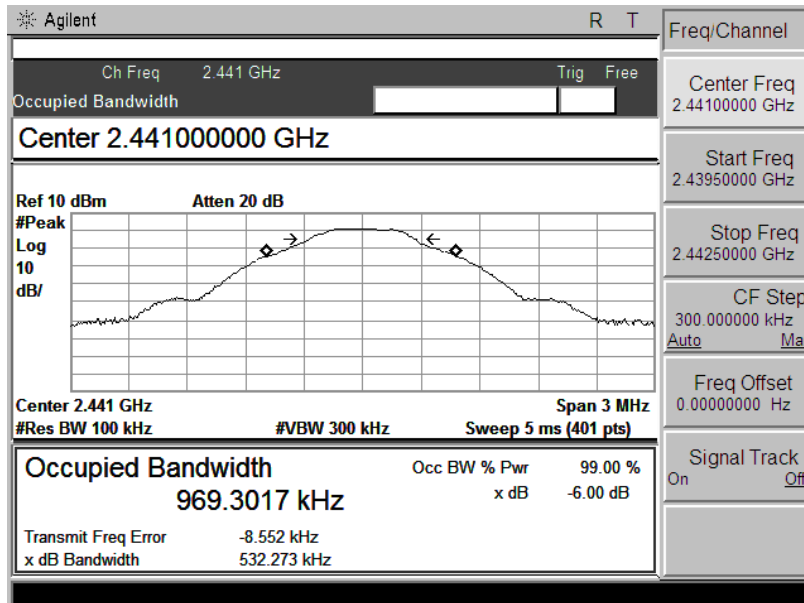 Agilent R T
Ch Freq 2.441 GHz Trig Free
Occupied Bandwidth
Center 2.441000000 GHz
Ref 10 dBm Atten 20 dB
#Peak
Log
10
dB/
Center 2.441 GHz Span 3 MHz
#Res BW 100 kHz #VBW 300 kHz Sweep 5 ms (401 pts)
Occupied Bandwidth
969.3017 kHz
Occ BW % Pwr 99.00 %
x dB -6.00 dB
Transmit Freq Error -8.552 kHz
x dB Bandwidth 532.273 kHz
Freq/Channel
Center Freq
2.44100000 GHz
Start Freq
2.43950000 GHz
Stop Freq
2.44250000 GHz
CF Step
300.000000 kHz
Auto Ma
Freq Offset
0.00000000 Hz
Signal Track
On Off